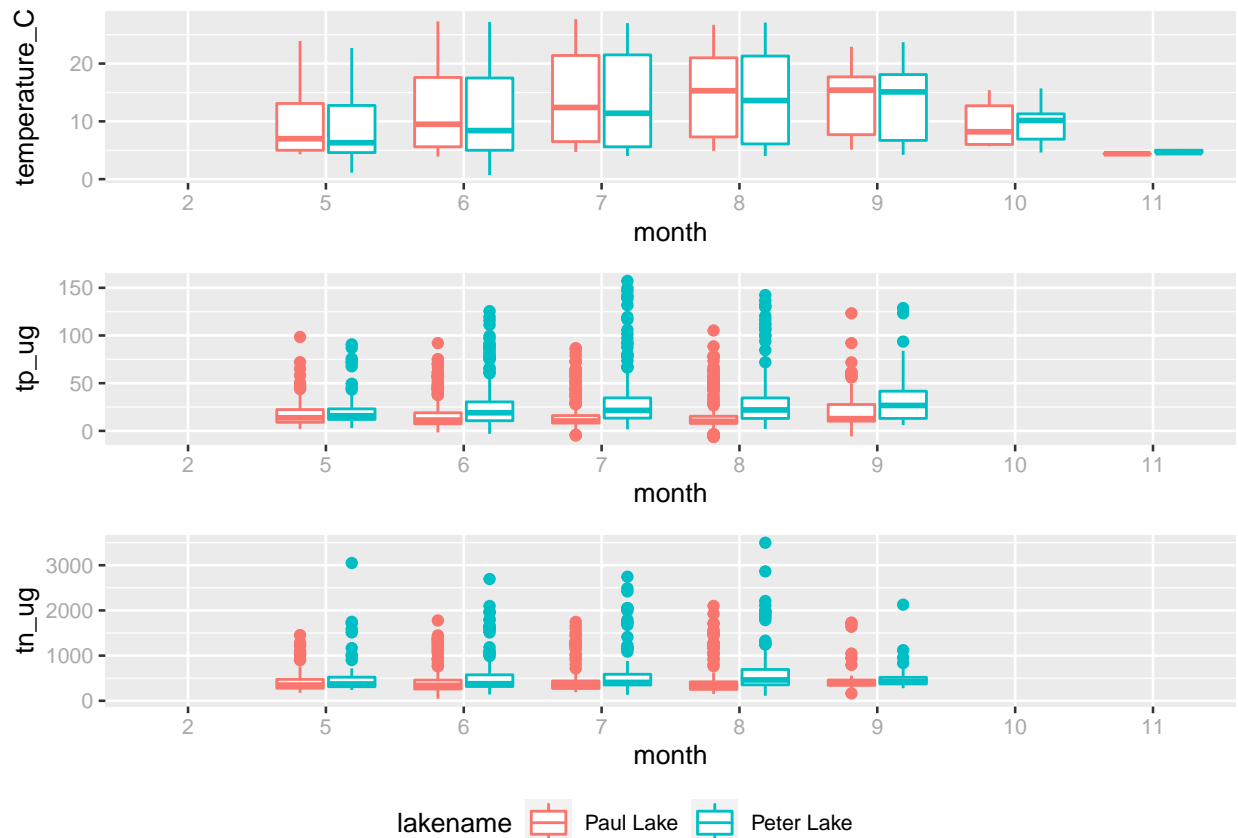 temperature_C
20
10
0
2 5 6 7 8 9 10 11
month
tp_ug
150
100
50
0
2 5 6 7 8 9 10 11
month
tn_ug
3000
2000
1000
0
2 5 6 7 8 9 10 11
month
lakename Paul Lake Peter Lake